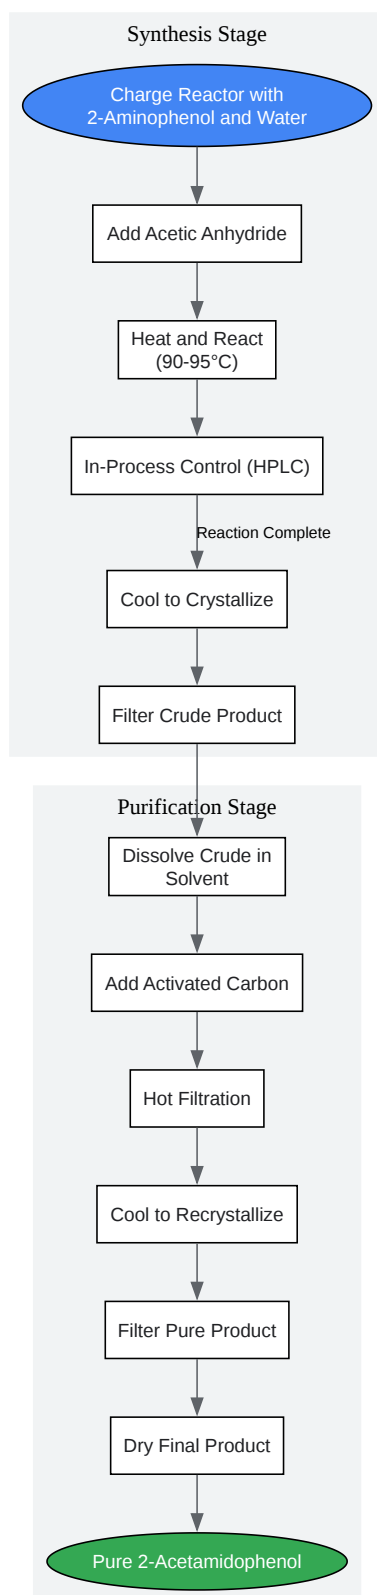 Synthesis Stage
Charge Reactor with
2-Aminophenol and Water
Add Acetic Anhydride
Heat and React
(90-95°C)
In-Process Control (HPLC)
Reaction Complete
Cool to Crystallize
Filter Crude Product
Purification Stage
Dissolve Crude in
Solvent
Add Activated Carbon
Hot Filtration
Cool to Recrystallize
Filter Pure Product
Dry Final Product
Pure 2-Acetamidophenol